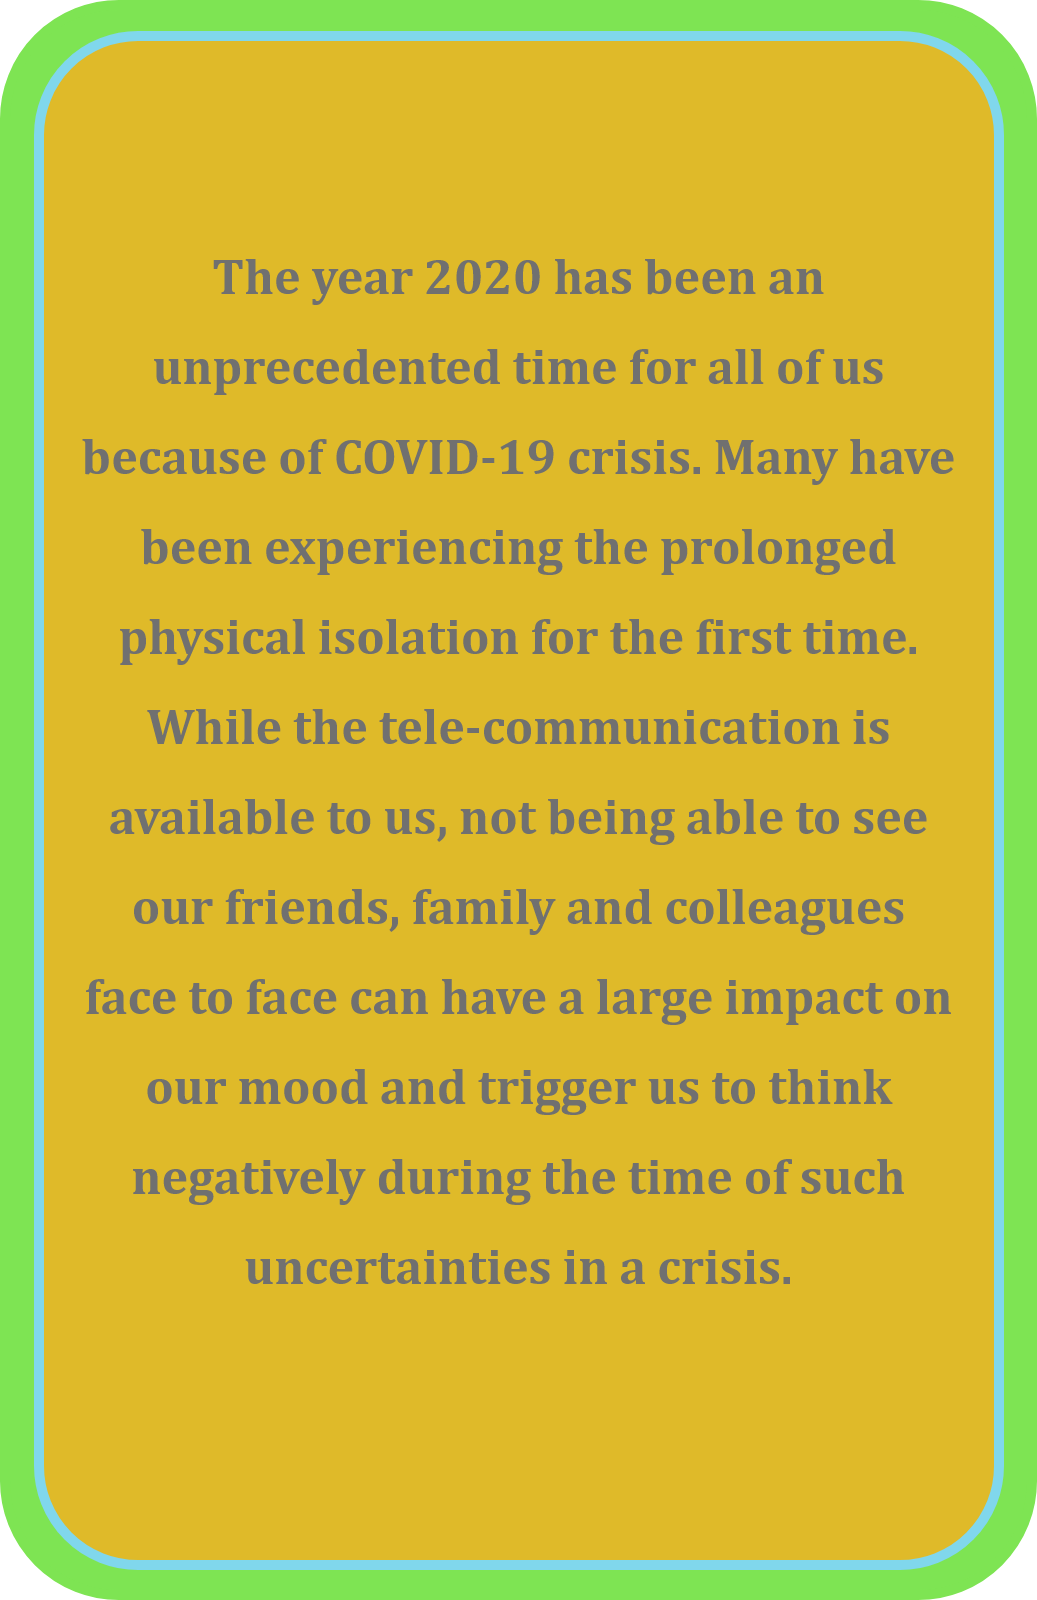 The year 2020 has been an
unprecedented time for all of us
because of COVID-19 crisis. Many have
been experiencing the prolonged
physical isolation for the first time.
While the tele-communication is
available to us, not being able to see
our friends, family and colleagues
face to face can have a large impact on
our mood and trigger us to think
negatively during the time of such
uncertainties in a crisis.